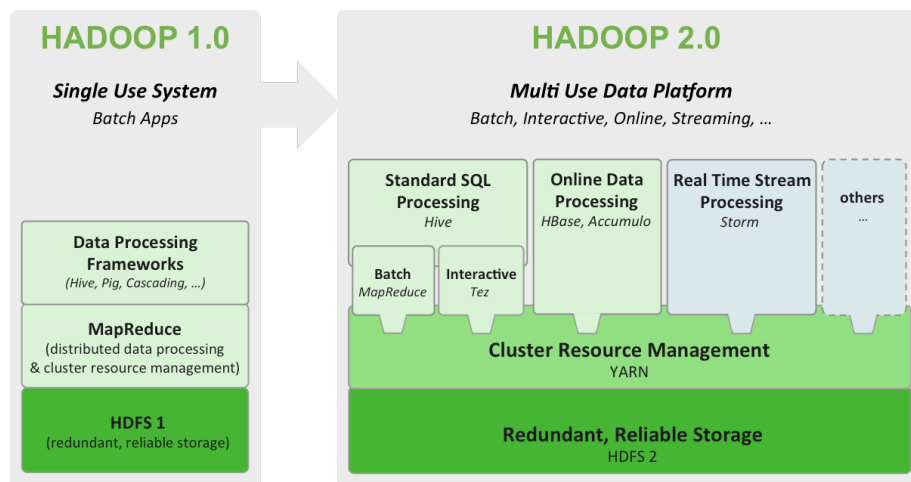 HADOOP 1.0
Single Use System
Batch Apps
Data Processing
Frameworks
(Hive, Pig, Cascading, …)
MapReduce
(distributed data processing
& cluster resource management)
HDFS 1
(redundant, reliable storage)
HADOOP 2.0
Multi Use Data Platform
Batch, Interactive, Online, Streaming, …
Standard SQL
Processing
Hive
Batch
MapReduce
Interactive
Tez
Online Data
Processing
HBase, Accumulo
Real Time Stream
Processing
Storm
others
…
Cluster Resource Management
YARN
Redundant, Reliable Storage
HDFS 2